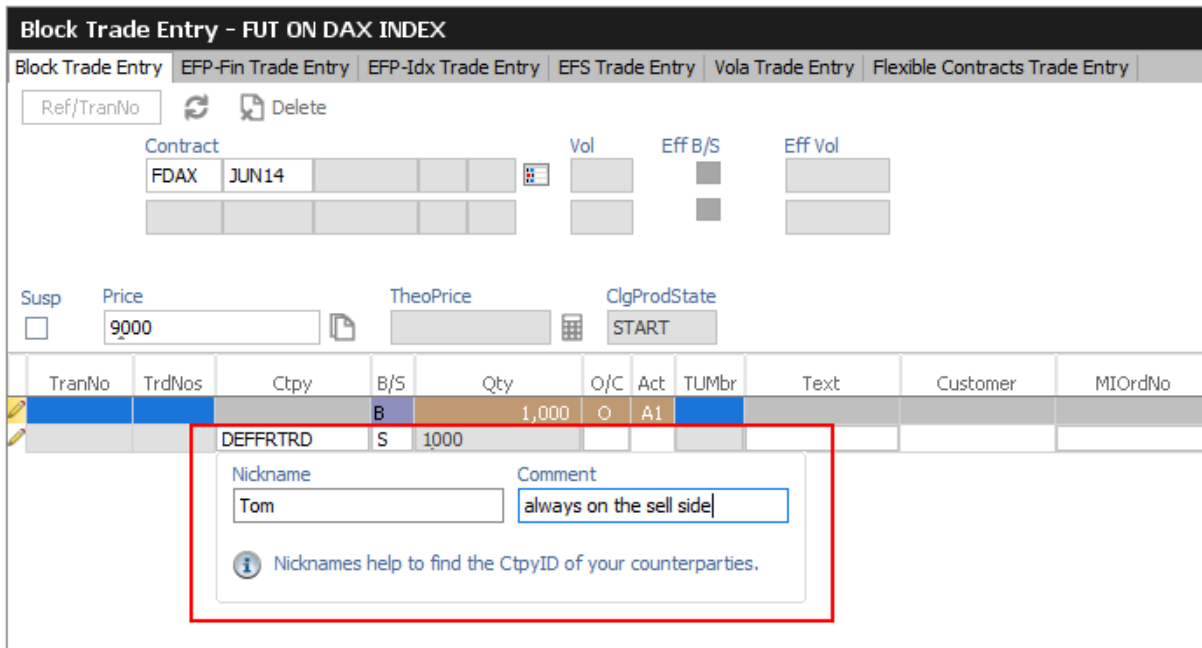 Block Trade Entry - FUT ON DAX INDEX
Block Trade Entry EFP-Fin Trade Entry EFP-Idx Trade Entry EFS Trade Entry Vola Trade Entry Flexible Contracts Trade Entry
Ref/TranNo Delete
Contract Vol Eff B/S Eff Vol
FDAX JUN14
Susp Price TheoPrice ClgProdState
9000 START
TranNo TrdNos Ctpy B/S Qty O/C Act TUMbr Text Customer MIOrdNo
B 1,000 O A1
DEFFRTRD S 1000
Nickname Comment
Tom always on the sell side
Nicknames help to find the CtpyID of your counterparties.